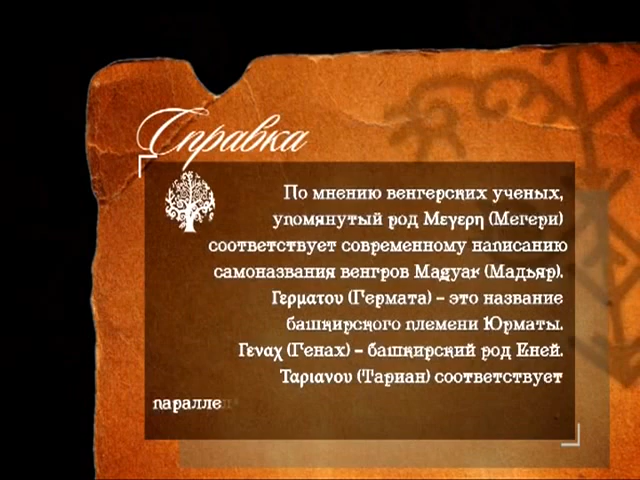 Справка
По мнению венгерских ученых,
упомянутый род Μεγερη (Мегери)
соответствует современному написанию
самоназвания венгров Magyar (Мадьяр).
Γερματου (Гермата) – это название
башкирского племени Юрматы.
Γεναχ (Генах) – башкирский род Еней.
Ταριανου (Тариан) соответствует
паралле